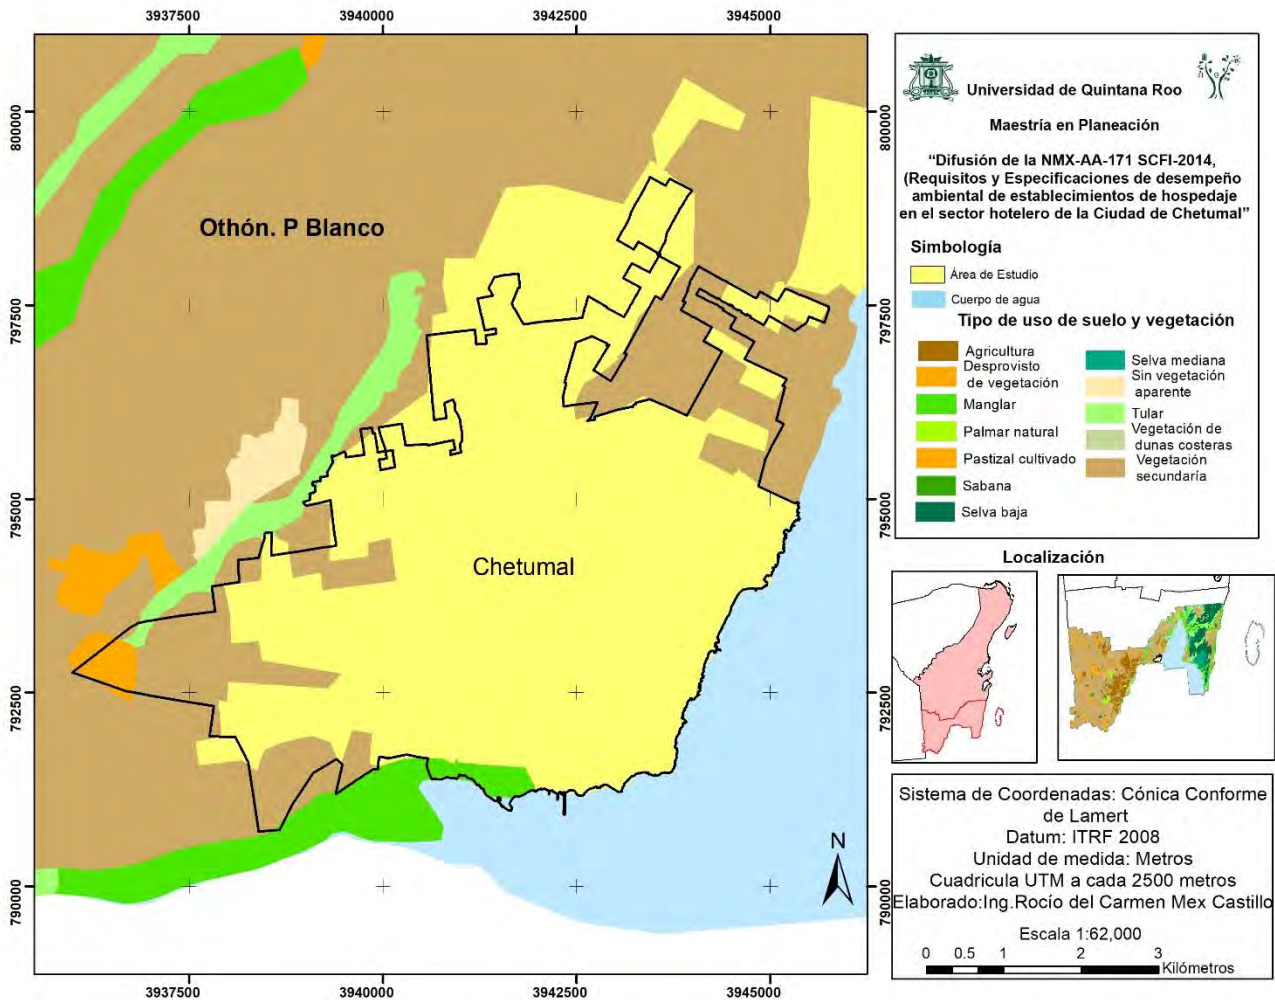 3937500
3940000
3942500
3945000
800000
797500
795000
792500
790000
800000
797500
795000
792500
790000
3937500
3940000
3942500
3945000
Othón. P Blanco
Chetumal
N
Universidad de Quintana Roo
Maestría en Planeación
“Difusión de la NMX-AA-171 SCFI-2014,
(Requisitos y Especificaciones de desempeño
ambiental de establecimientos de hospedaje
en el sector hotelero de la Ciudad de Chetumal”
Simbología
Área de Estudio
Cuerpo de agua
Tipo de uso de suelo y vegetación
Agricultura
Desprovisto
de vegetación
Manglar
Palmar natural
Pastizal cultivado
Sabana
Selva baja
Selva mediana
Sin vegetación
aparente
Tular
Vegetación de
dunas costeras
Vegetación
secundaría
Localización
Sistema de Coordenadas: Cónica Conforme
de Lamert
Datum: ITRF 2008
Unidad de medida: Metros
Cuadricula UTM a cada 2500 metros
Elaborado:Ing.Rocío del Carmen Mex Castillo
Escala 1:62,000
0 0.5 1 2 3
Kilómetros